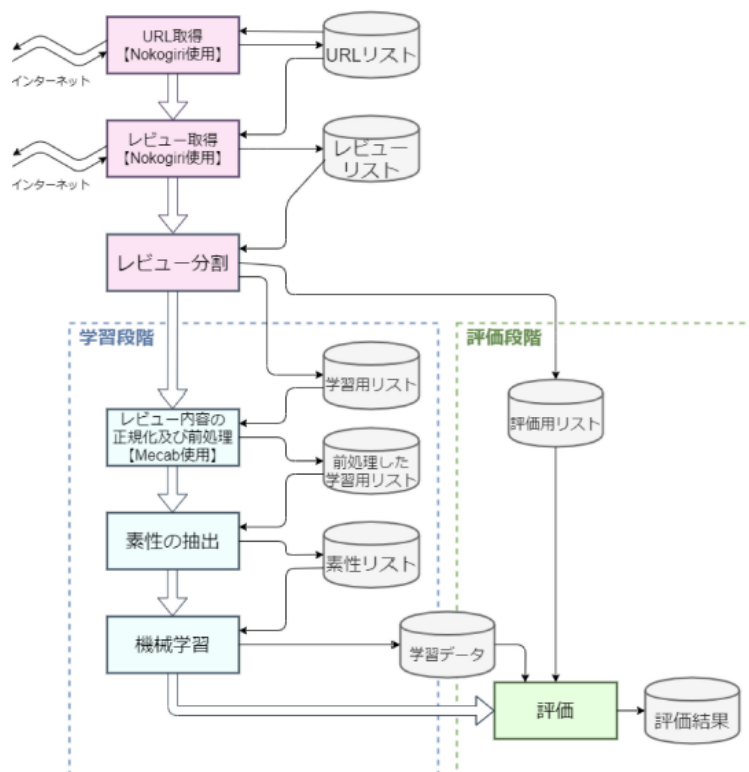 URL取得
【Nokogiri使用】
URLリスト
インターネット
レビュー取得
【Nokogiri使用】
レビュー
リスト
インターネット
レビュー分割
学習段階
評価段階
学習用リスト
レビュー内容の
正規化及び前処理
【Mecab使用】
評価用リスト
前処理した
学習用リスト
素性の抽出
素性リスト
機械学習
学習データ
評価
評価結果